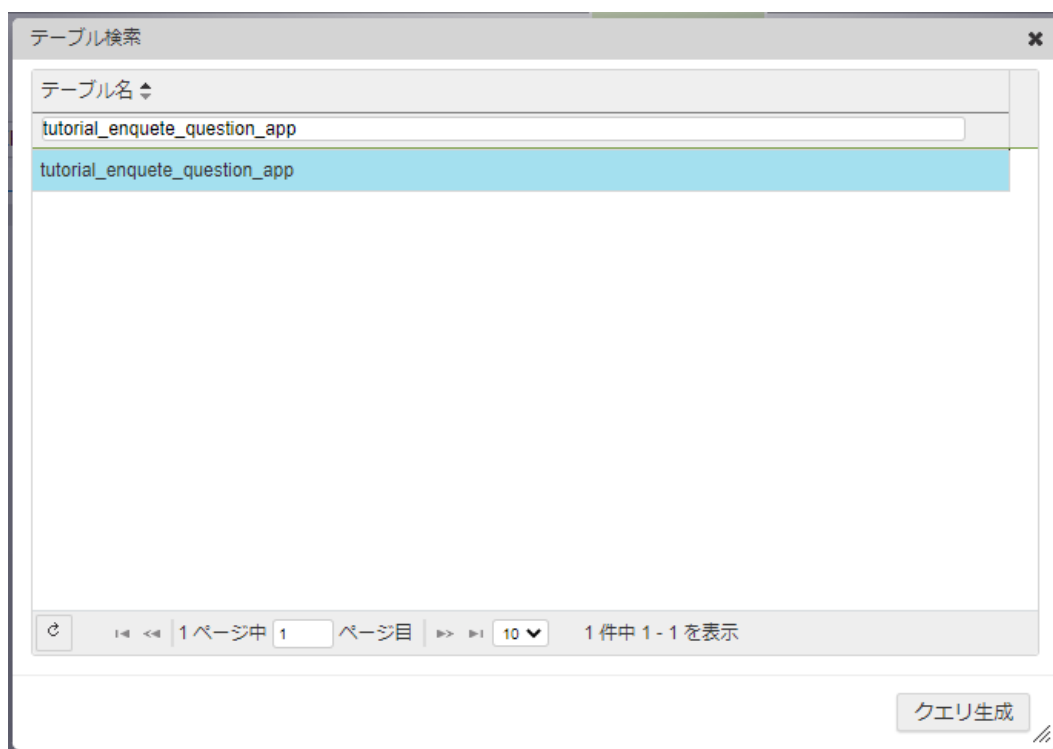 テーブル検索
テーブル名
tutorial_enquete_question_app
tutorial_enquete_question_app
1 ページ中 1 ページ目 10 1 件中 1 - 1 を表示
クエリ生成